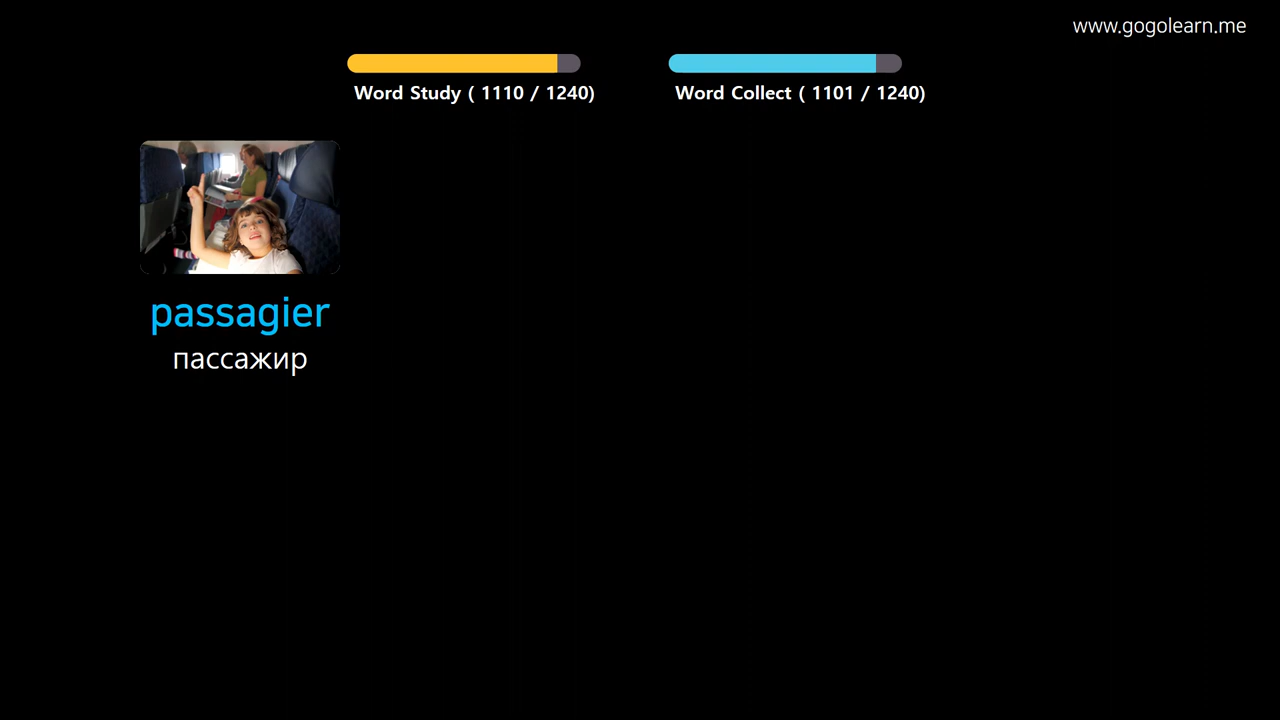 www.gogolearn.me
Word Study ( 1110 / 1240)
Word Collect ( 1101 / 1240)
passagier
пассажир